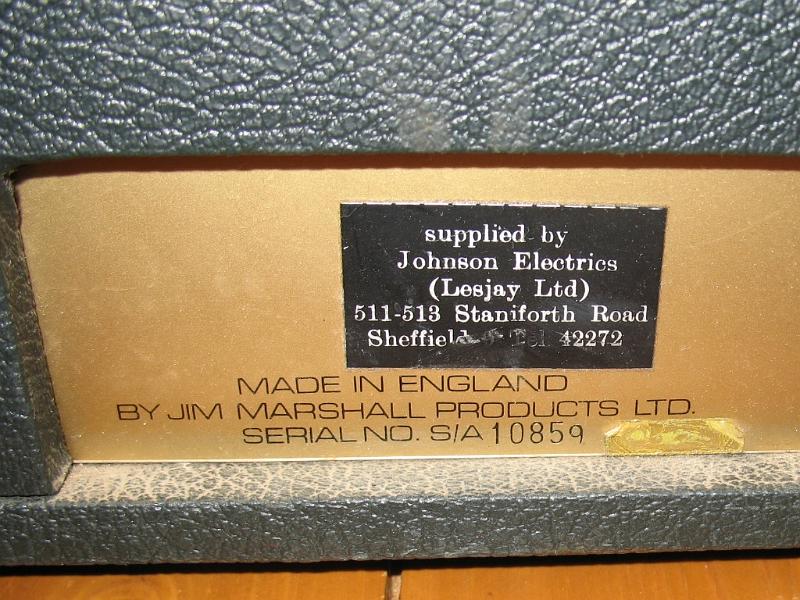 supplied by
Johnson Electrics
(Lesjay Ltd)
511-513 Staniforth Road
Sheffield Tel 42272
MADE IN ENGLAND
BY JIM MARSHALL PRODUCTS LTD.
SERIAL NO. S/A 10859